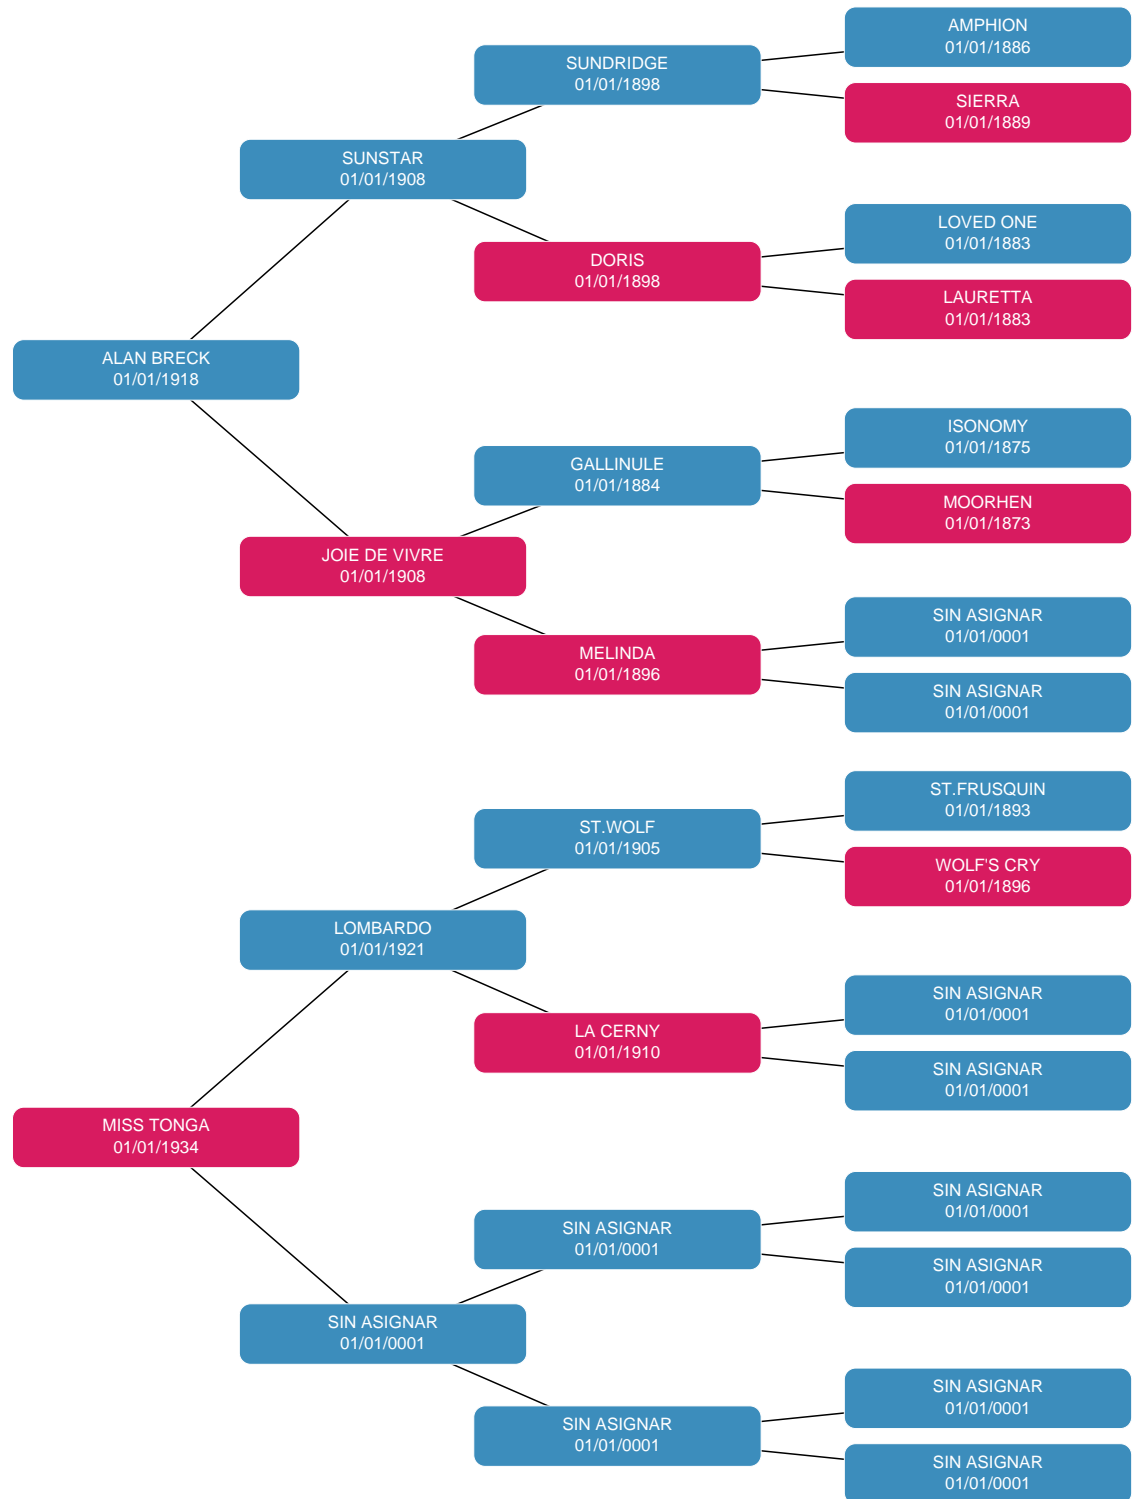 AMPHION
01/01/1886
SUNDRIDGE
01/01/1898
SIERRA
01/01/1889
SUNSTAR
01/01/1908
LOVED ONE
01/01/1883
DORIS
01/01/1898
LAURETTA
01/01/1883
ALAN BRECK
01/01/1918
ISONOMY
01/01/1875
GALLINULE
01/01/1884
MOORHEN
01/01/1873
JOIE DE VIVRE
01/01/1908
SIN ASIGNAR
01/01/0001
MELINDA
01/01/1896
SIN ASIGNAR
01/01/0001
ST.FRUSQUIN
01/01/1893
ST.WOLF
01/01/1905
WOLF'S CRY
01/01/1896
LOMBARDO
01/01/1921
SIN ASIGNAR
01/01/0001
LA CERNY
01/01/1910
SIN ASIGNAR
01/01/0001
MISS TONGA
01/01/1934
SIN ASIGNAR
01/01/0001
SIN ASIGNAR
01/01/0001
SIN ASIGNAR
01/01/0001
SIN ASIGNAR
01/01/0001
SIN ASIGNAR
01/01/0001
SIN ASIGNAR
01/01/0001
SIN ASIGNAR
01/01/0001